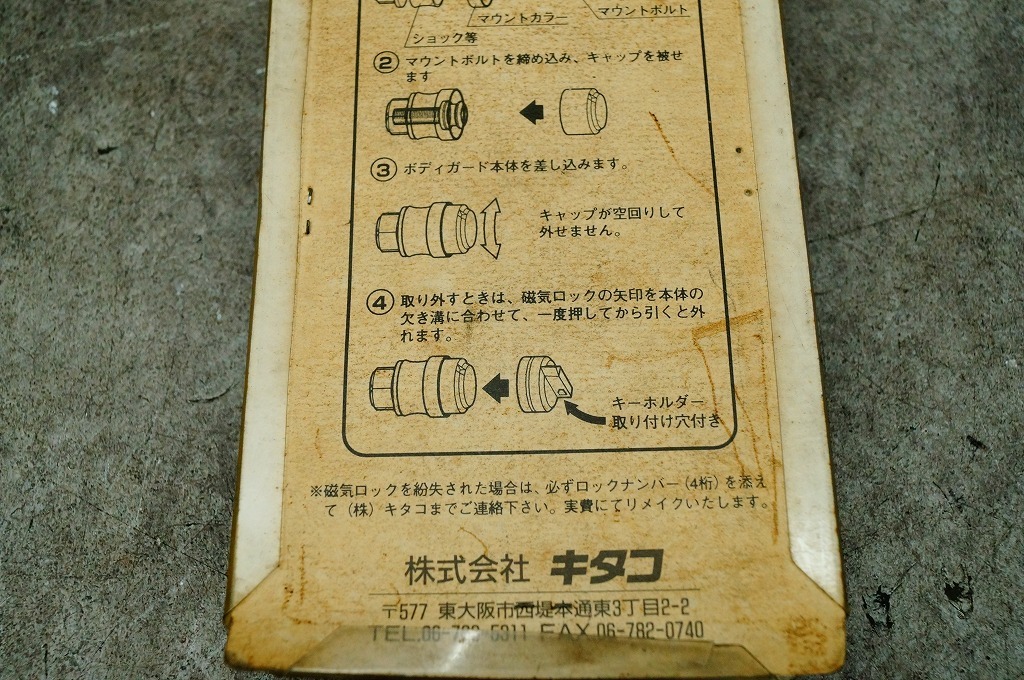 マウントカラー
マウントボルト
ショック等
② マウントボルトを締め込み、キャップを被せ
ます
③ ボディガード本体を差し込みます。
キャップが空回りして
外せません。
④ 取り外すときは、磁気ロックの矢印を本体の
欠き溝に合わせて、一度押してから引くと外
れます。
キーホルダー
取り付け穴付き
※磁気ロックを紛失された場合は、必ずロックナンバー(4桁)を添え
て(株)キタコまでご連絡下さい。実費にてリメイクいたします。
株式会社 キタコ
〒577 東大阪市西堤本通東3丁目2-2
TEL.06- 5311 FAX 06-782-0740